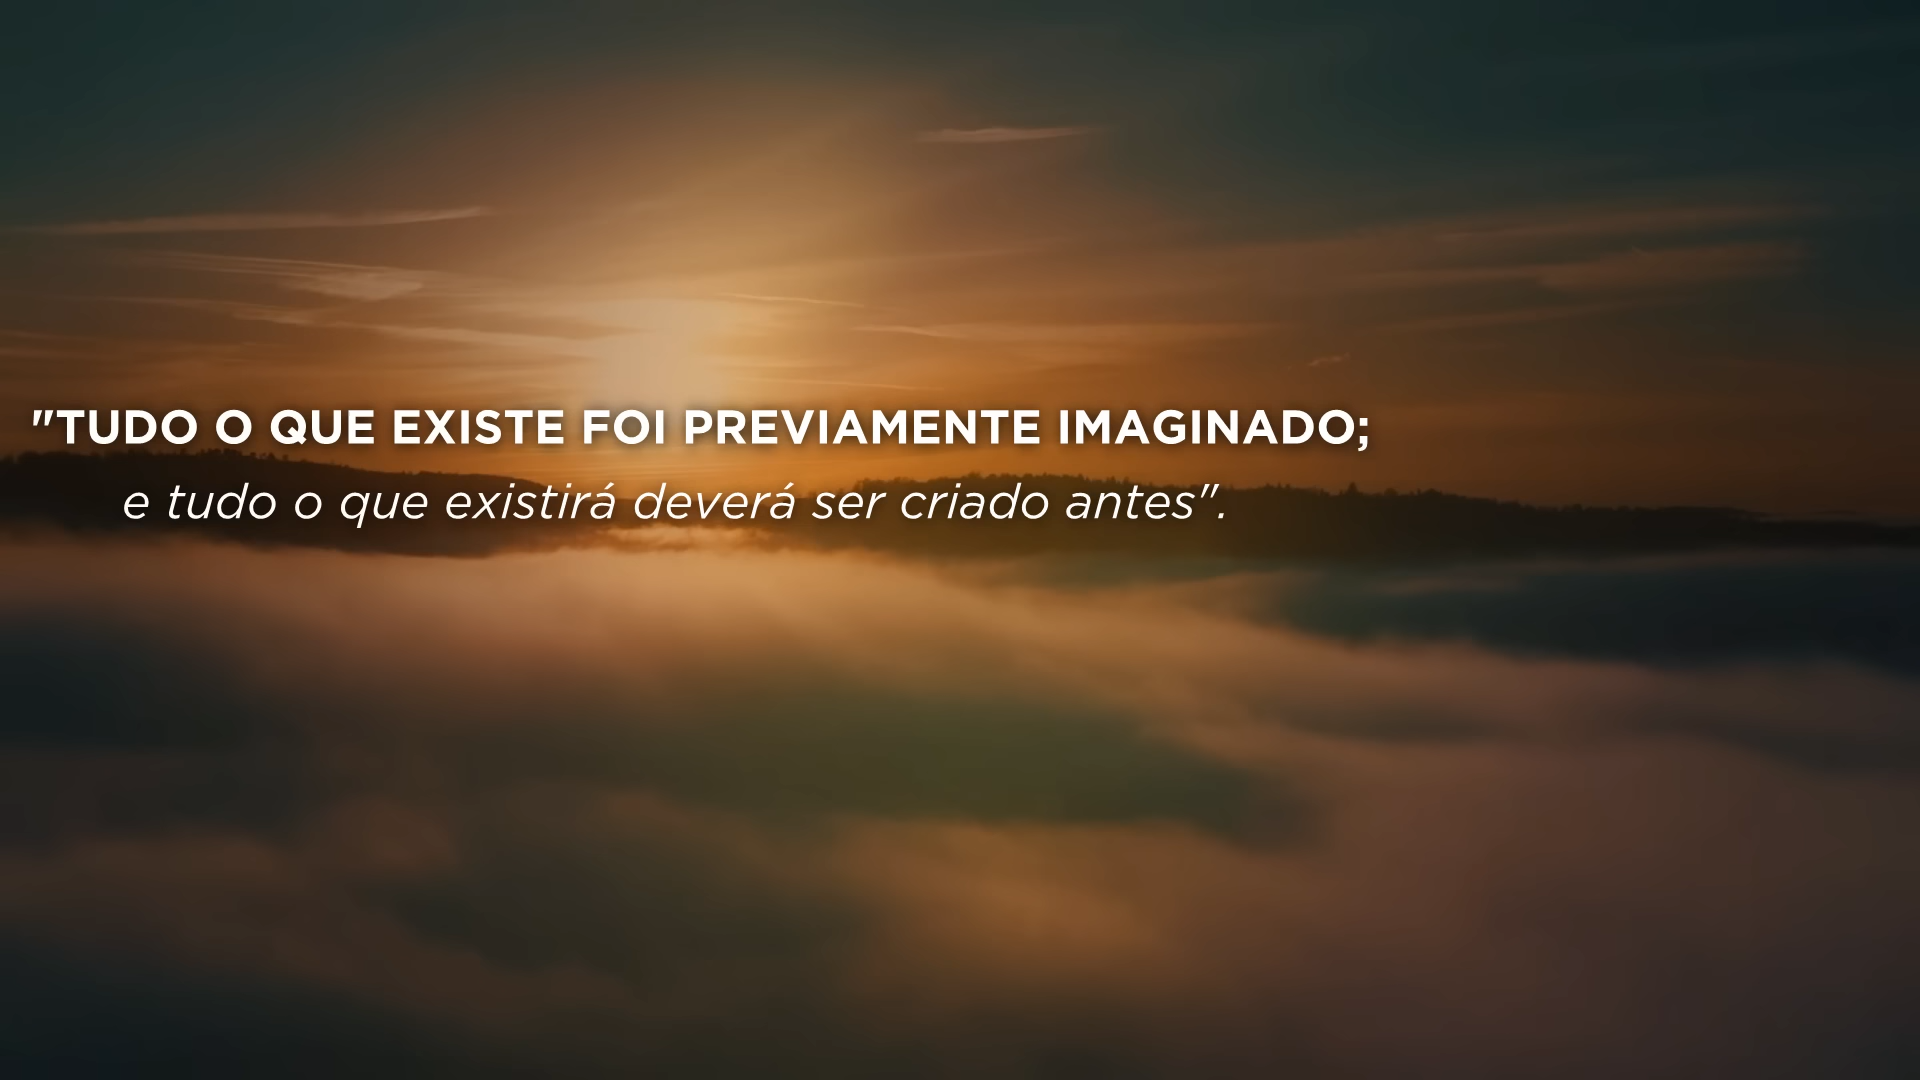 "TUDO O QUE EXISTE FOI PREVIAMENTE IMAGINADO;
e tudo o que existirá deverá ser criado antes".